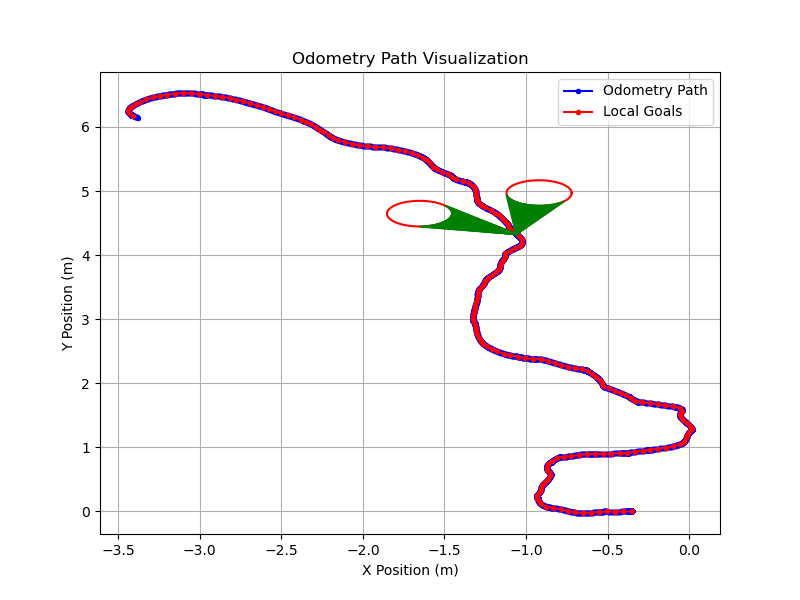 Odometry Path Visualization
Odometry Path
Local Goals
Y Position (m)
6
5
4
3
2
1
0
−3.5 −3.0 −2.5 −2.0 −1.5 −1.0 −0.5 0.0
X Position (m)